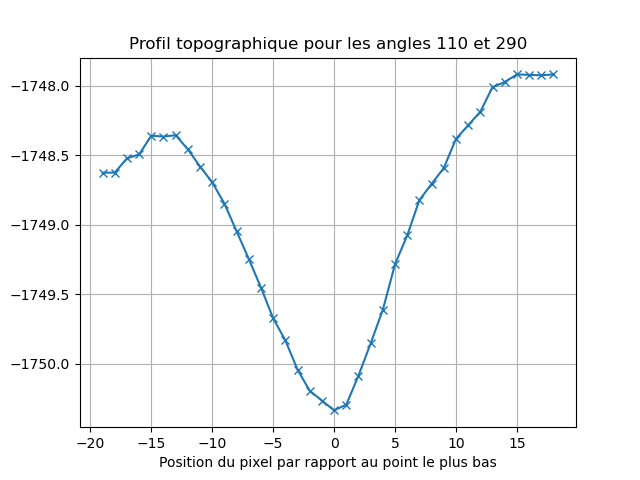 Profil topographique pour les angles 110 et 290
−1748.0
−1748.5
−1749.0
−1749.5
−1750.0
−20 −15 −10 −5 0 5 10 15
Position du pixel par rapport au point le plus bas